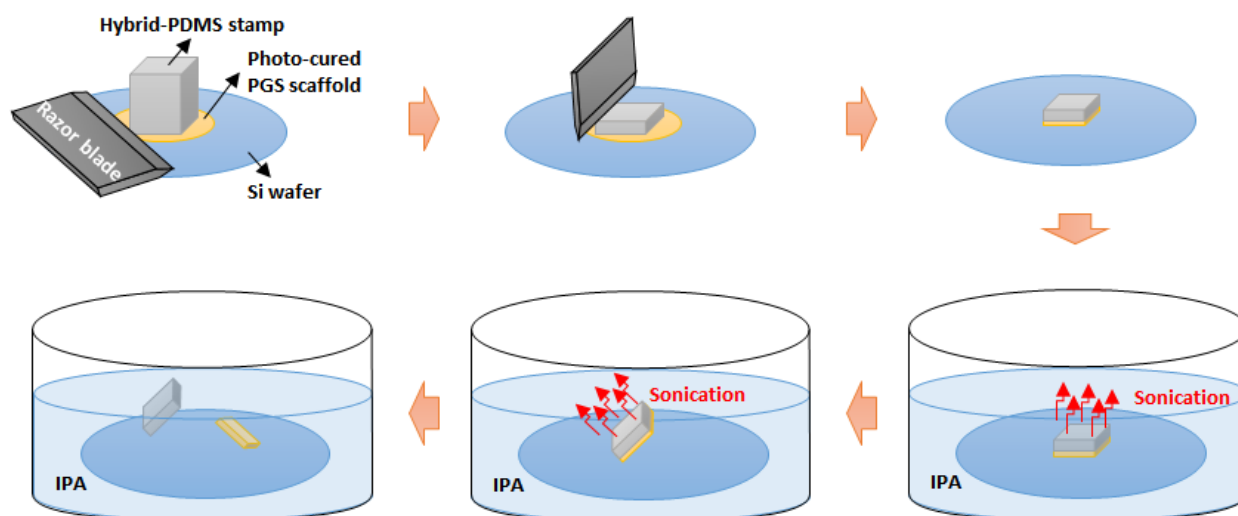 Hybrid-PDMS stamp
Photo-cured
PGS scaffold
Razor blade
Si wafer
Sonication
Sonication
IPA
IPA
IPA